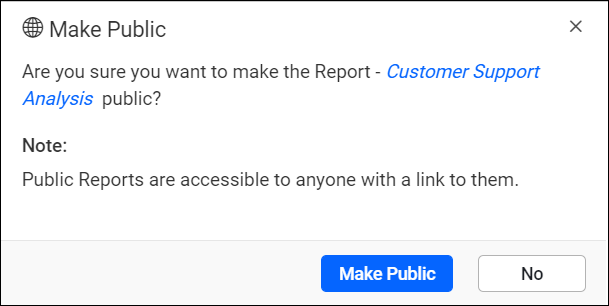 Make Public
Are you sure you want to make the Report - Customer Support
Analysis public?
Note:
Public Reports are accessible to anyone with a link to them.
Make Public
No